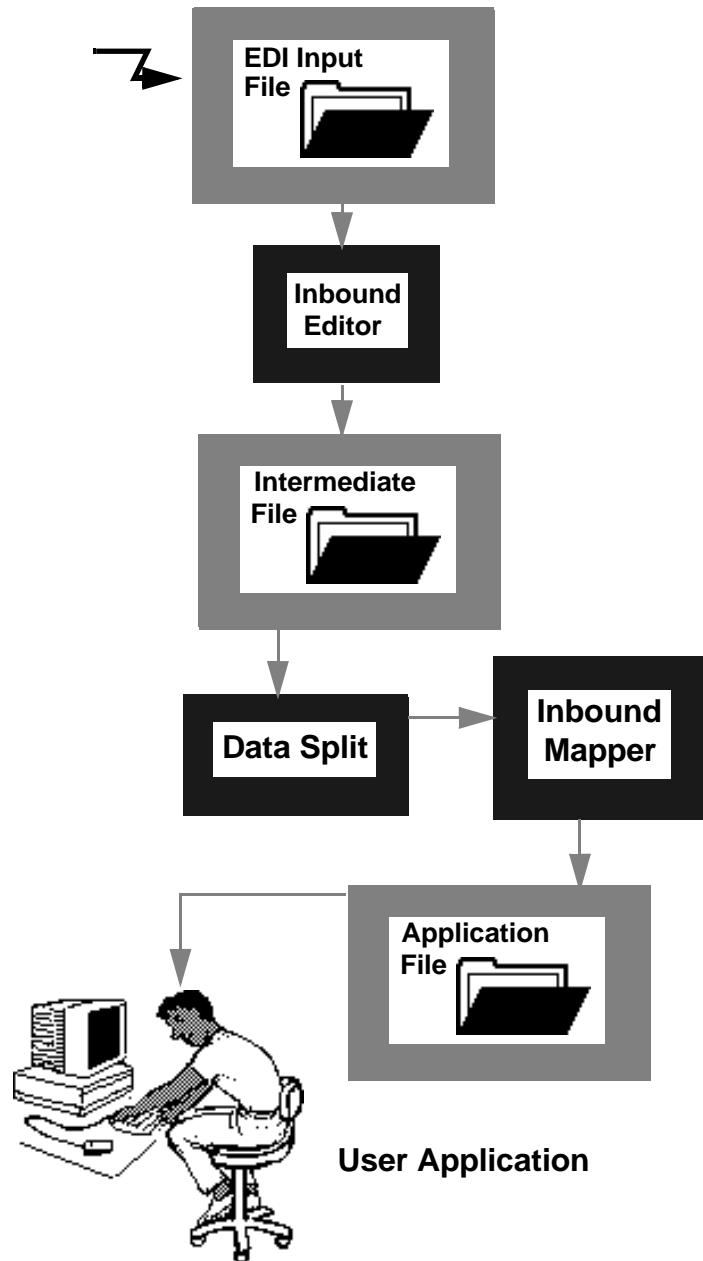 EDI Input
File
Inbound
Editor
Intermediate
File
Data Split
Inbound
Mapper
Application
File
User Application